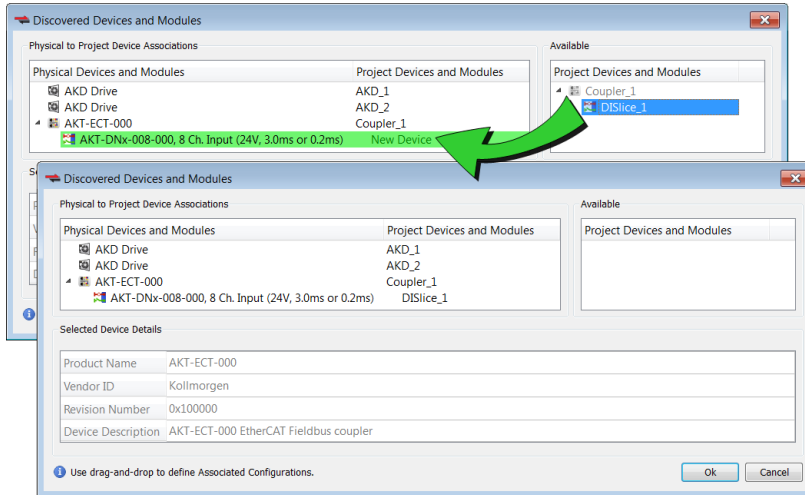 Discovered Devices and Modules
Physical to Project Device Associations
Available
Physical Devices and Modules Project Devices and Modules
Project Devices and Modules
AKD Drive AKD_1
Coupler_1
AKD Drive AKD_2
DISlice_1
AKT-ECT-000 Coupler_1
AKT-DNx-008-000, 8 Ch. Input (24V, 3.0ms or 0.2ms) New Device
Discovered Devices and Modules
Physical to Project Device Associations
Available
Physical Devices and Modules Project Devices and Modules
Project Devices and Modules
AKD Drive AKD_1
AKD Drive AKD_2
AKT-ECT-000 Coupler_1
AKT-DNx-008-000, 8 Ch. Input (24V, 3.0ms or 0.2ms) DISlice_1
Selected Device Details
Product Name AKT-ECT-000
Vendor ID Kollmorgen
Revision Number 0x100000
Device Description AKT-ECT-000 EtherCAT Fieldbus coupler
Use drag-and-drop to define Associated Configurations.
Ok Cancel